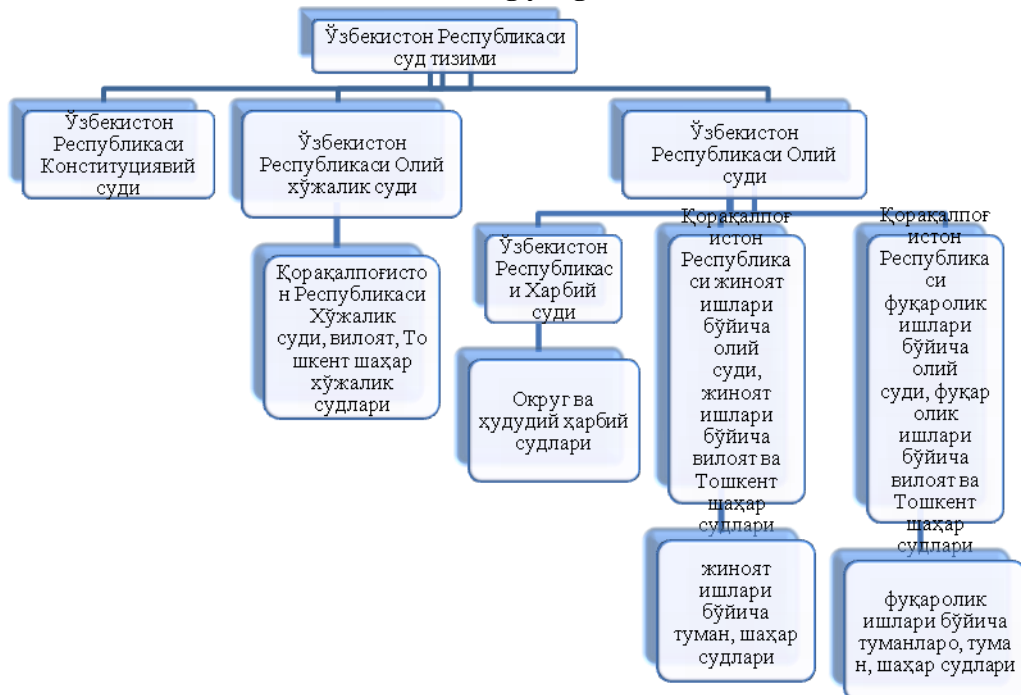 Ўзбекистон Республикаси
суд тизими
Ўзбекистон
Республикаси
Конституциявий
суди
Ўзбекистон
Республикаси Олий
хўжалик суди
Ўзбекистон
Республикаси Олий
суди
Қорақалпоғистo
н Республикаси
Хўжалик
суди, вилоят, То
шкент шаҳар
хўжалик
судлари
Ўзбекистон
Республикас
и Харбий
суди
Округ ва
ҳудудий ҳарбий
судлари
Қорақалпоғ
истон
Республика
си жиноят
ишлари
бўйича
олий
суди,
жиноят
ишлари
бўйича
вилоят ва
Тошкент
шаҳар
судлари
жиноят
ишлари
бўйича
туман, шаҳар
судлари
Қорақалпоғ
истон
Республика
си
фуқаролик
ишлари
бўйича
олий
суди, фуқар
олик
ишлари
бўйича
вилоят ва
Тошкент
шаҳар
судлари
фуқаролик
ишлари бўйича
туманларо, тума
н, шаҳар судлари